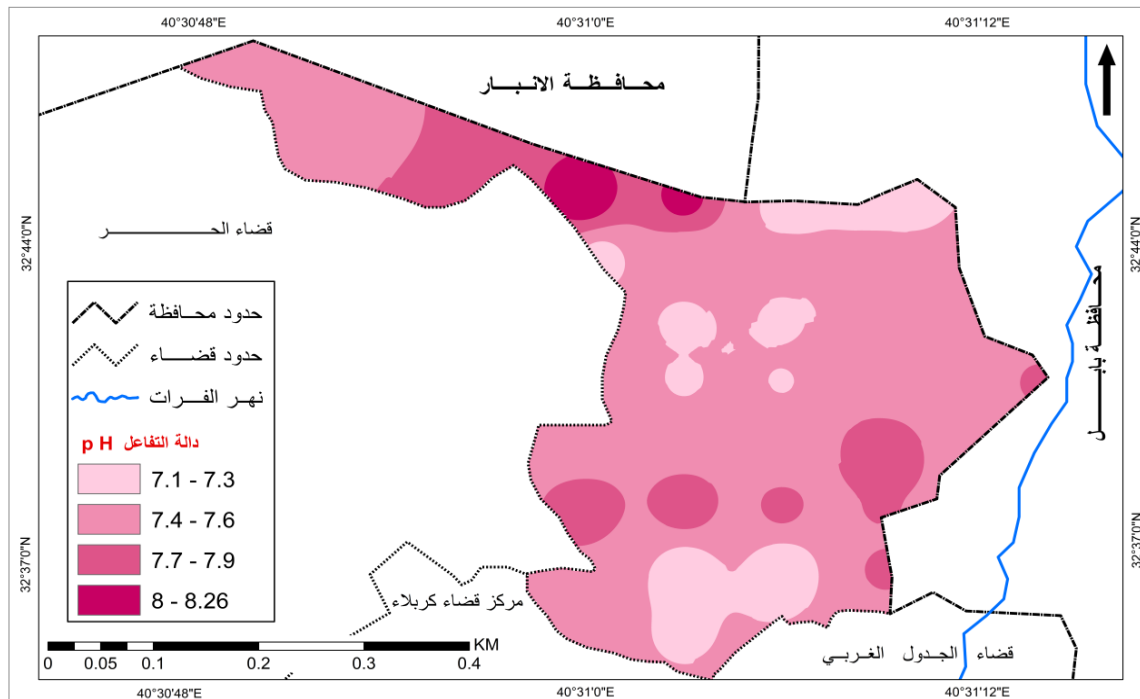 40°30'48"E
40°31'0"E
40°31'12"E
محافظة الانبار
32°44'0"N
32°44'0"N
قضاء الحر
محافظة بابل
حدود محافظة
حدود قضاء
نهر الفرات
دالة التفاعل p H
7.1 - 7.3
7.4 - 7.6
7.7 - 7.9
8 - 8.26
32°37'0"N
32°37'0"N
مركز قضاء كربلاء
قضاء الجدول الغربي
KM
0 0.05 0.1 0.2 0.3 0.4
40°30'48"E
40°31'0"E
40°31'12"E